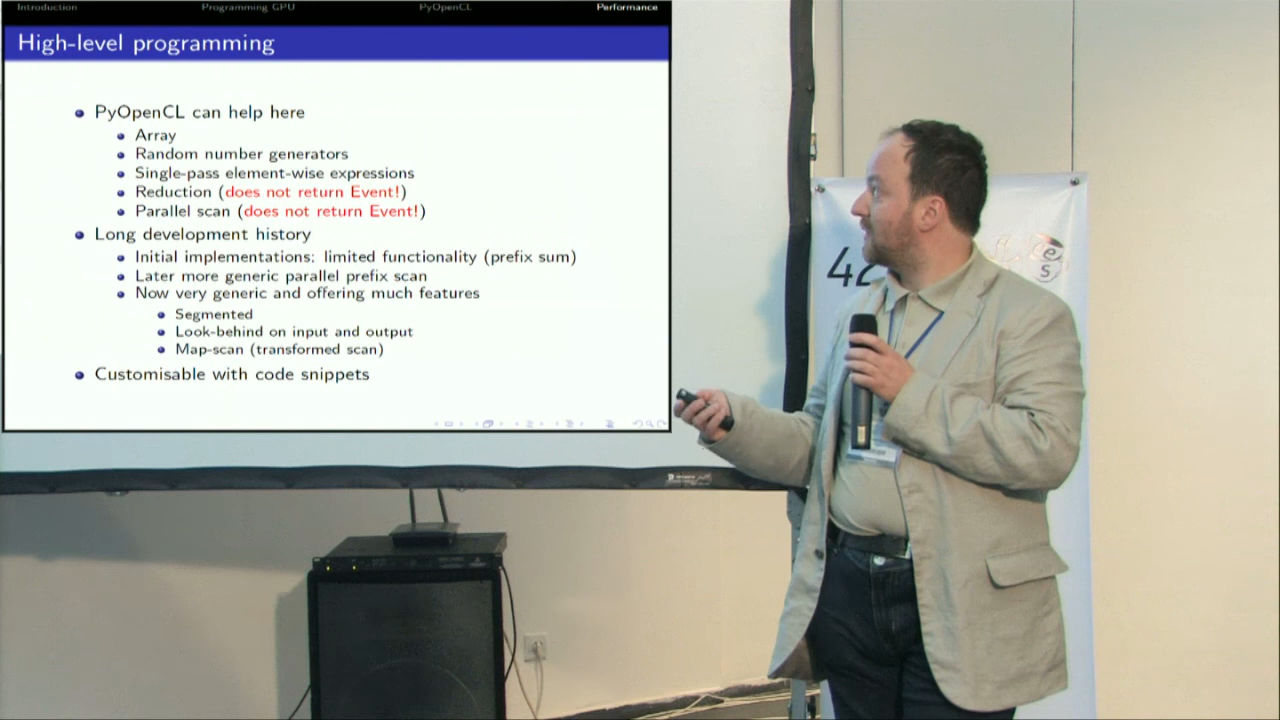 Introduction Programming GPU PyOpenCL Performance
High-level programming
PyOpenCL can help here
Array
Random number generators
Single-pass element-wise expressions
Reduction (does not return Event!)
Parallel scan (does not return Event!)
Long development history
Initial implementations: limited functionality (prefix sum)
Later more generic parallel prefix scan
Now very generic and offering much features
Segmented
Look-behind on input and output
Map-scan (transformed scan)
Customisable with code snippets